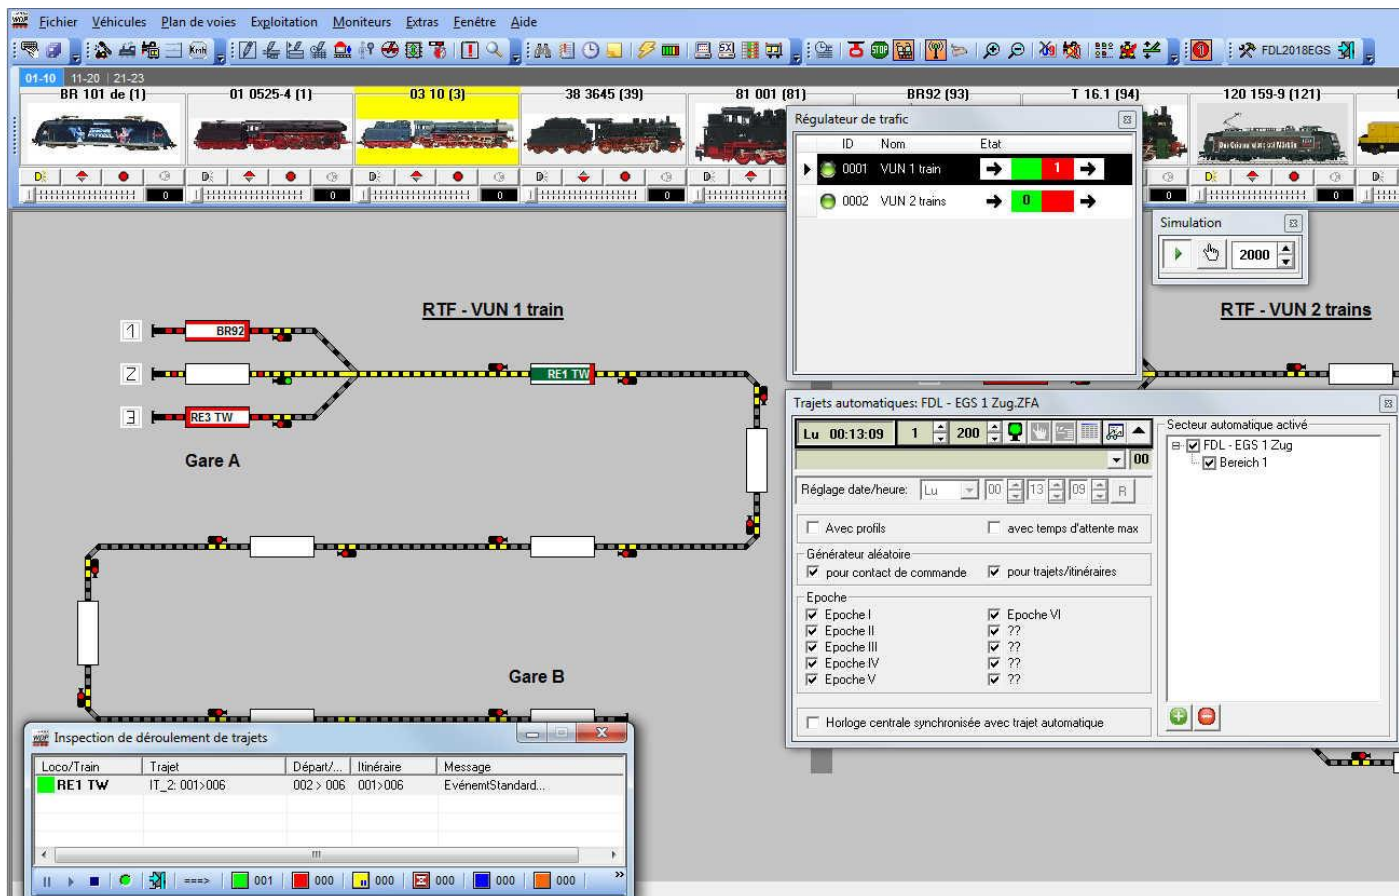 Fichier Véhicules Plan de voies Exploitation Moniteurs Extras Fenêtre Aide
FDL2018EGS
01-10 11-20 21-23
BR 101 de (1) 01 0525-4 (1) 03 10 (3) 38 3645 (39) 81 001 (81) BR92 (93) T 16.1 (94) 120 159-9 (121)
0 0 0 0 0 0
Régulateur de trafic
ID Nom Etat
0001 VUN 1 train 1
0002 VUN 2 trains 0
Simulation
2000
RTF - VUN 1 train
RTF - VUN 2 trains
1 BR92
2 RE1 TW
3 RE3 TW
Gare A
Gare B
Trajets automatiques: FDL - EGS 1 Zug.ZFA
Lu 00:13:09 1 200
00
Réglage date/heure: Lu 00 13 09 R
Avec profils avec temps d'attente max
Générateur aléatoire
pour contact de commande pour trajets/itinéraires
Epoche
Epoche I Epoche VI
Epoche II ??
Epoche III ??
Epoche IV ??
Epoche V ??
Horloge centrale synchronisée avec trajet automatique
Secteur automatique activé
FDL - EGS 1 Zug
Bereich 1
Inspection de déroulement de trajets
Loco/Train Trajet Départ/... Itinéraire Message
RE1 TW IT_2: 001>006 002 > 006 001>006 EvénemtStandard...
===> 001 000 000 000 000 000 »